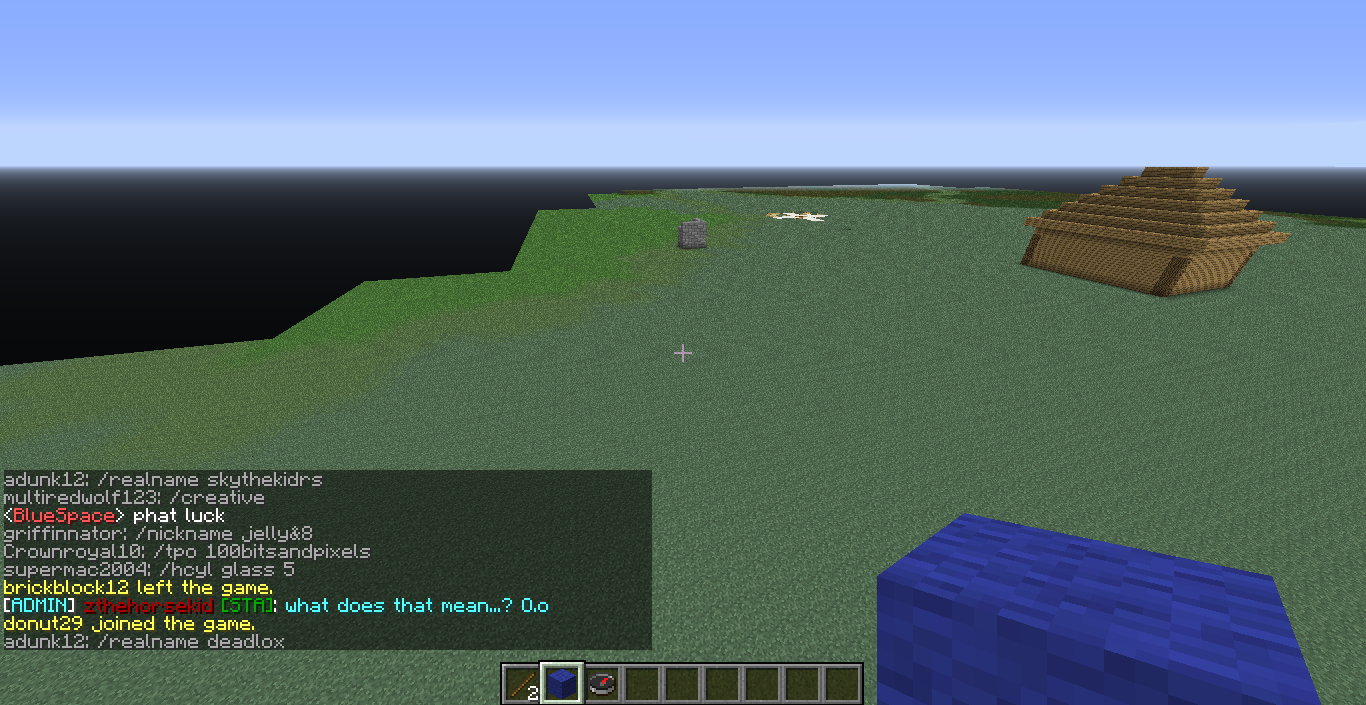 adunk12: /realname skythekidrs
multiredwolf123: /creative
<BlueSpace> phat luck
griffinnator: /nickname jelly&8
Crownroyal10: /tpo 100bitsandpixels
supermac2004: /hcyl glass 5
brickblock12 left the game.
[ADMIN] zthehorsekid [STA]: what does that mean...? O.o
donut29 joined the game.
adunk12: /realname deadlox
2